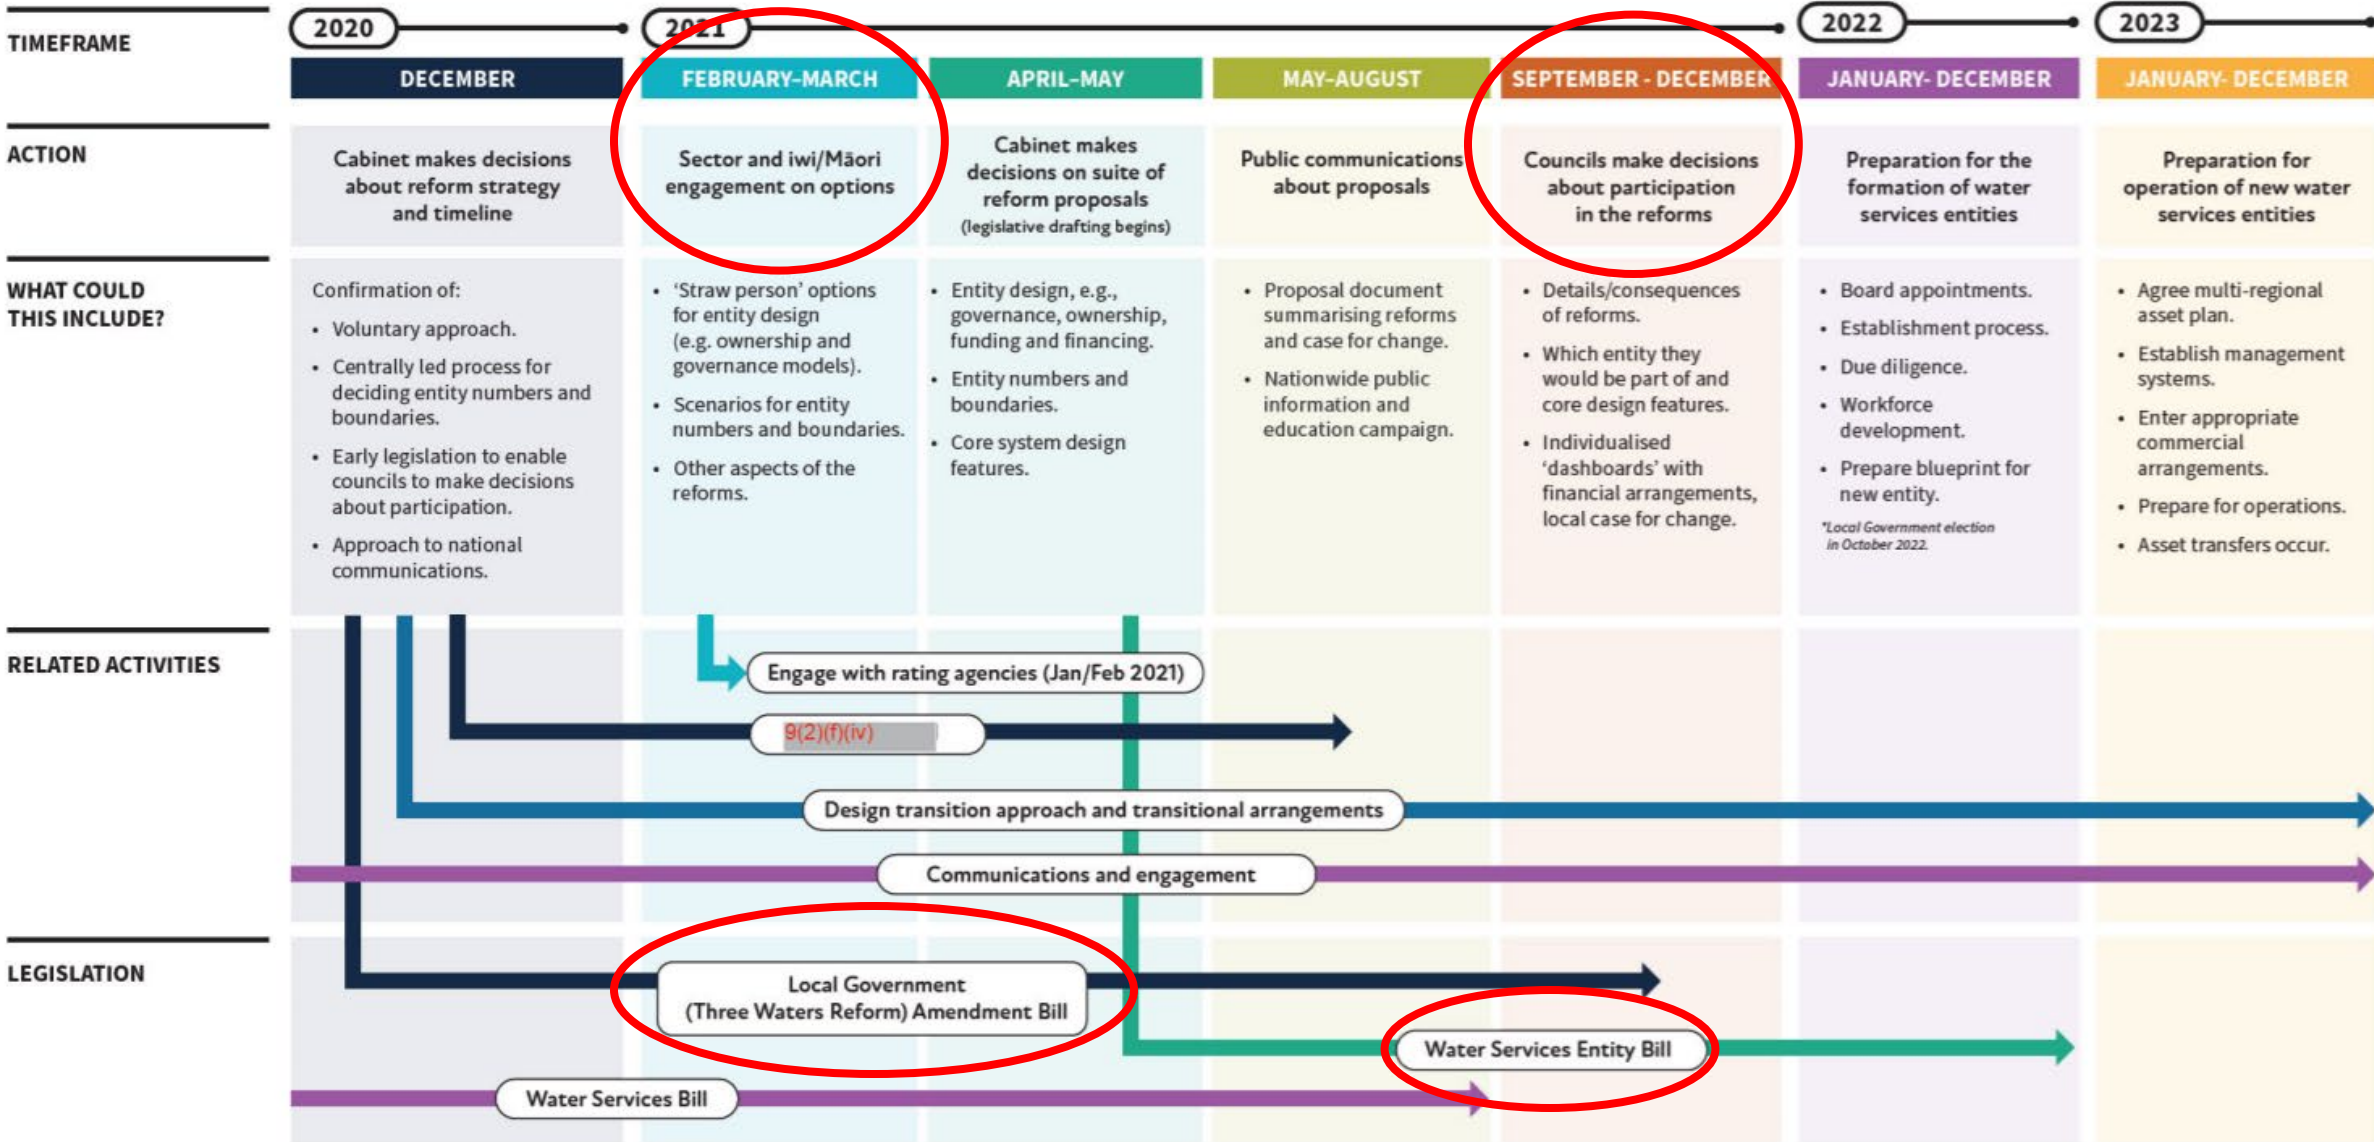 TIMEFRAME
2020
2021
2022
2023
DECEMBER
FEBRUARY–MARCH
APRIL–MAY
MAY–AUGUST
SEPTEMBER - DECEMBER
JANUARY- DECEMBER
JANUARY- DECEMBER
ACTION
Cabinet makes decisions
about reform strategy
and timeline
Sector and iwi/Māori
engagement on options
Cabinet makes
decisions on suite of
reform proposals
(legislative drafting begins)
Public communications
about proposals
Councils make decisions
about participation
in the reforms
Preparation for the
formation of water
services entities
Preparation for
operation of new water
services entities
WHAT COULD
THIS INCLUDE?
Confirmation of:
• Voluntary approach.
• Centrally led process for
deciding entity numbers and
boundaries.
• Early legislation to enable
councils to make decisions
about participation.
• Approach to national
communications.
• ‘Straw person’ options
for entity design
(e.g. ownership and
governance models).
• Scenarios for entity
numbers and boundaries.
• Other aspects of the
reforms.
• Entity design, e.g.,
governance, ownership,
funding and financing.
• Entity numbers and
boundaries.
• Core system design
features.
• Proposal document
summarising reforms
and case for change.
• Nationwide public
information and
education campaign.
• Details/consequences
of reforms.
• Which entity they
would be part of and
core design features.
• Individualised
‘dashboards’ with
financial arrangements,
local case for change.
• Board appointments.
• Establishment process.
• Due diligence.
• Workforce
development.
• Prepare blueprint for
new entity.
*Local Government election
in October 2022.
• Agree multi-regional
asset plan.
• Establish management
systems.
• Enter appropriate
commercial
arrangements.
• Prepare for operations.
• Asset transfers occur.
RELATED ACTIVITIES
Engage with rating agencies (Jan/Feb 2021)
9(2)(f)(iv)
Design transition approach and transitional arrangements
Communications and engagement
LEGISLATION
Local Government
(Three Waters Reform) Amendment Bill
Water Services Entity Bill
Water Services Bill